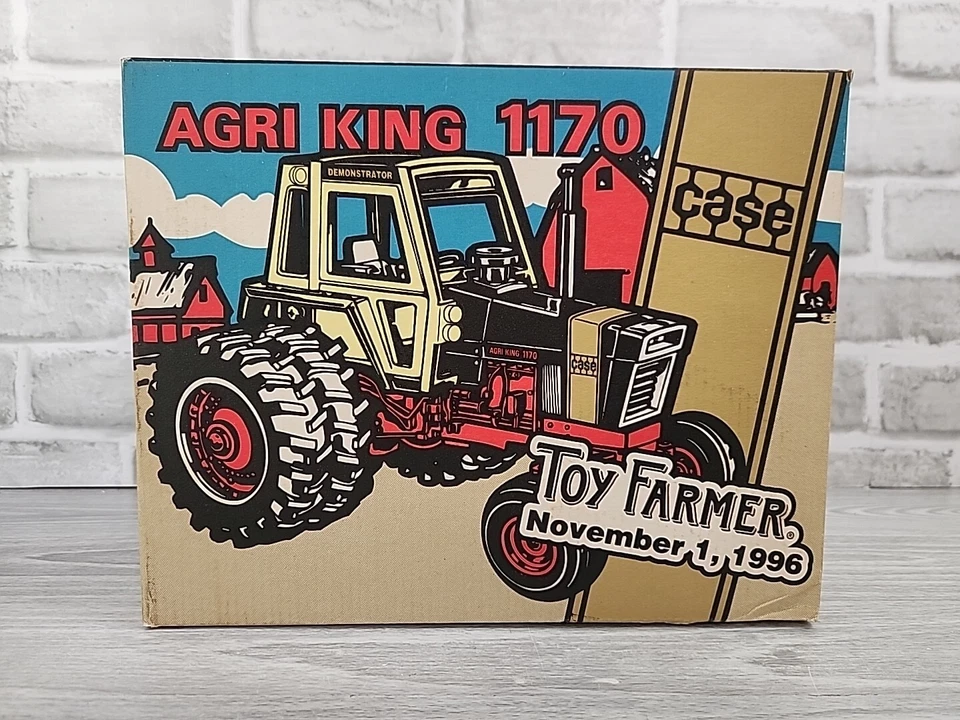 AGRI KING 1170
DEMONSTRATOR
case
AGRI KING 1170
case
TOY FARMER®
November 1, 1996